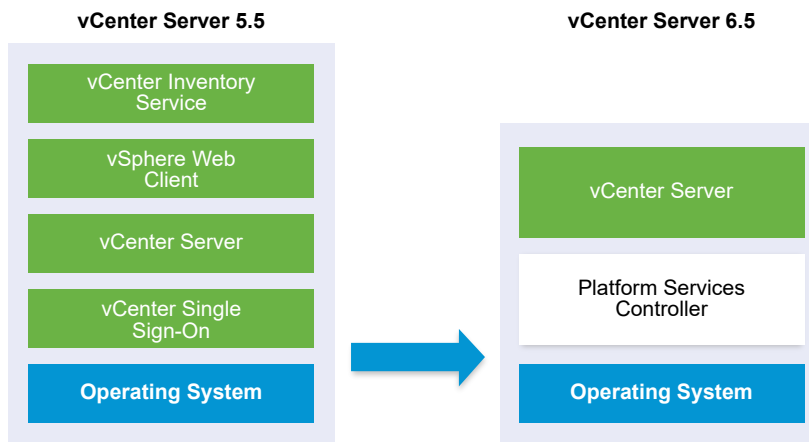 vCenter Server 5.5
vCenter Inventory
Service
vSphere Web
Client
vCenter Server
vCenter Single
Sign-On
Operating System
vCenter Server 6.5
vCenter Server
Platform Services
Controller
Operating System